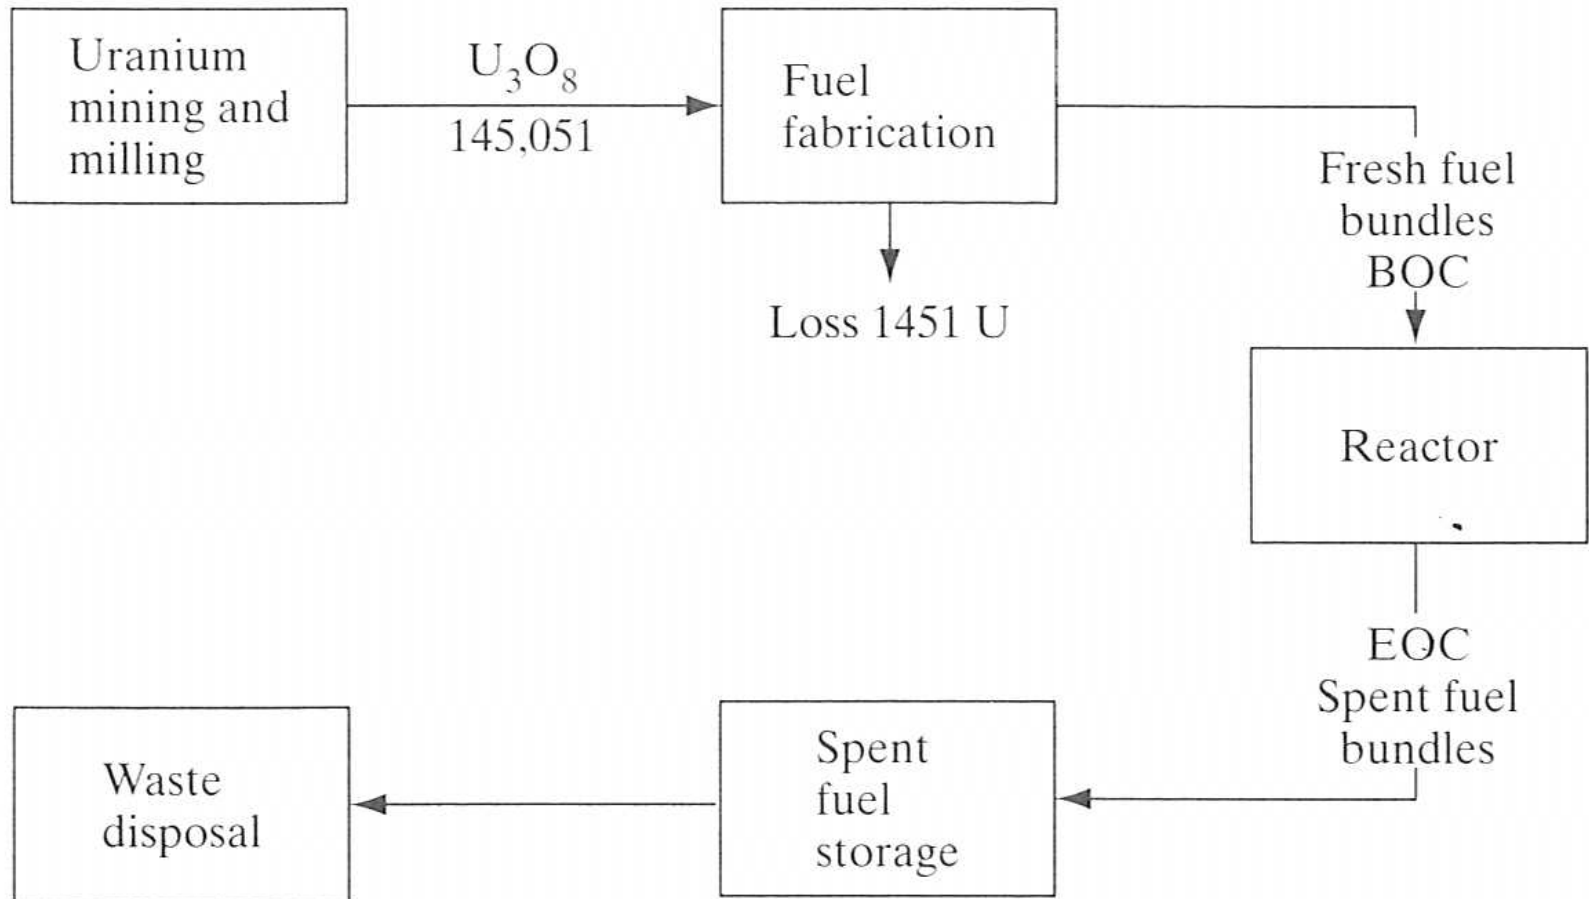 Uranium
mining and
milling
U₃O₈
145,051
Fuel
fabrication
Loss 1451 U
Fresh fuel
bundles
BOC
Reactor
EOC
Spent fuel
bundles
Spent
fuel
storage
Waste
disposal